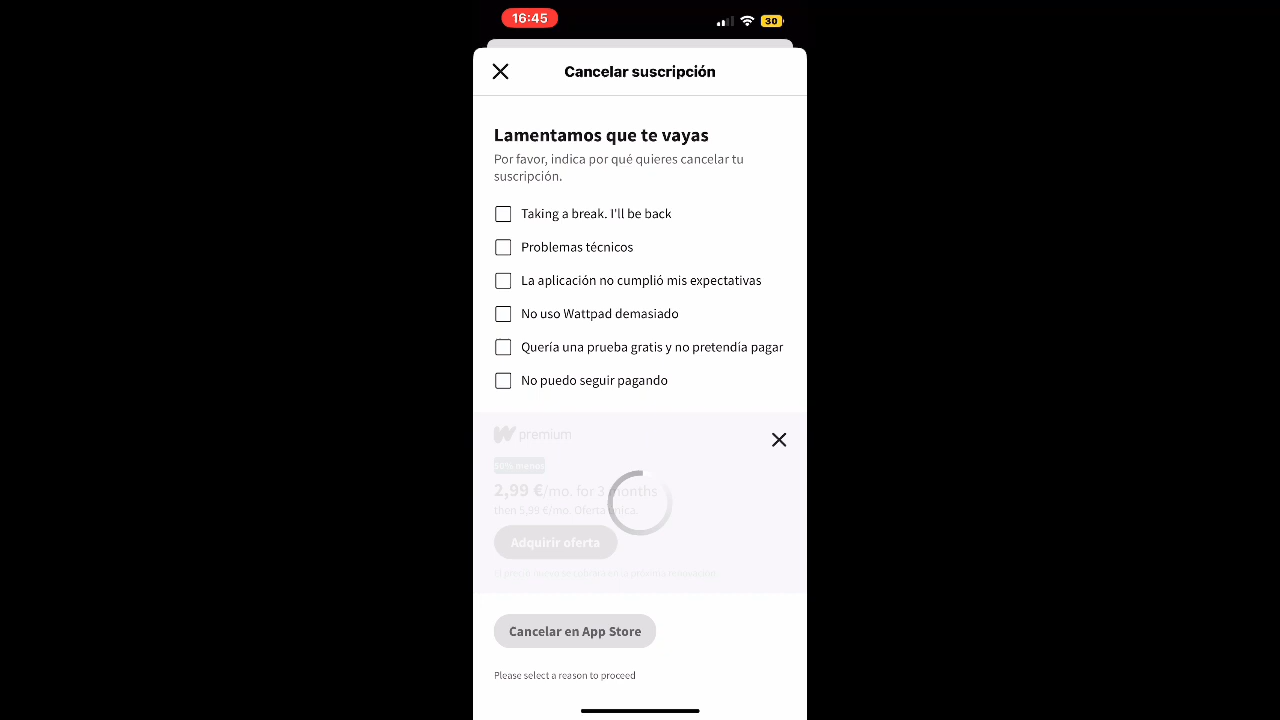 16:45
30
Cancelar suscripción
Lamentamos que te vayas
Por favor, indica por qué quieres cancelar tu
suscripción.
Taking a break. I'll be back
Problemas técnicos
La aplicación no cumplió mis expectativas
No uso Wattpad demasiado
Quería una prueba gratis y no pretendía pagar
No puedo seguir pagando
premium
menos
2,99 €/mo. for 3 months
then 5,99 €/mo. Oferta única.
Adquirir oferta
Cancelar en App Store
Please select a reason to proceed